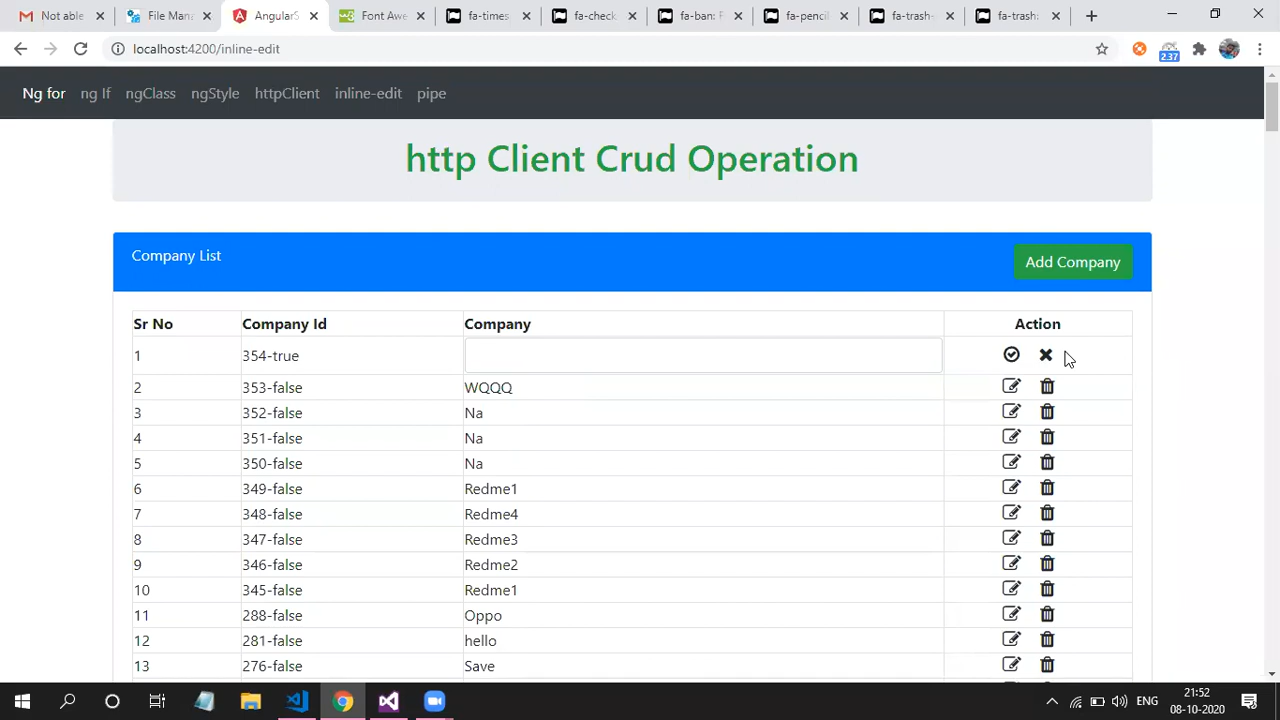 Not able
File Mana
AngularS
Font Awe
fa-times
fa-check
fa-ban: F
fa-pencil
fa-trash
fa-trash
localhost:4200/inline-edit
2.37
Ng for ng If ngClass ngStyle httpClient inline-edit pipe
http Client Crud Operation
Company List
Add Company
Sr No Company Id Company Action
1 354-true
2 353-false WQQQ
3 352-false Na
4 351-false Na
5 350-false Na
6 349-false Redme1
7 348-false Redme4
8 347-false Redme3
9 346-false Redme2
10 345-false Redme1
11 288-false Oppo
12 281-false hello
13 276-false Save
ENG
21:52
08-10-2020